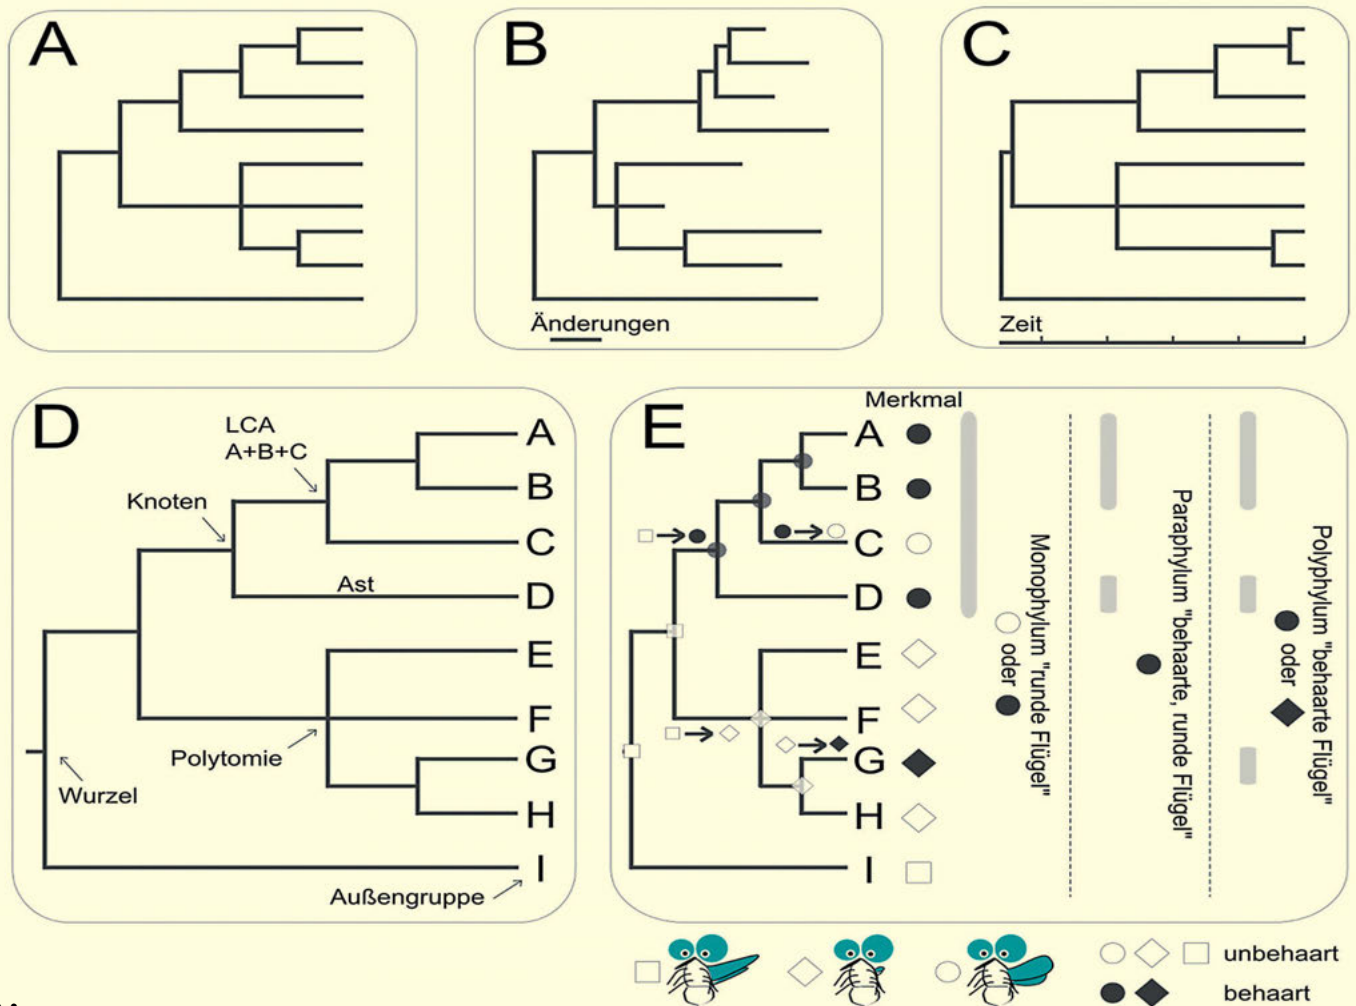 A
B
C
Änderungen
Zeit
D
LCA
A+B+C
Knoten
Ast
Polytomie
Wurzel
Außengruppe
A
B
C
D
E
F
G
H
I
E
Merkmal
A
B
C
D
E
F
G
H
I
Monophylum "runde Flügel"
oder
Paraphylum "behaarte, runde Flügel"
Polyphylum "behaarte Flügel"
oder
unbehaart
behaart